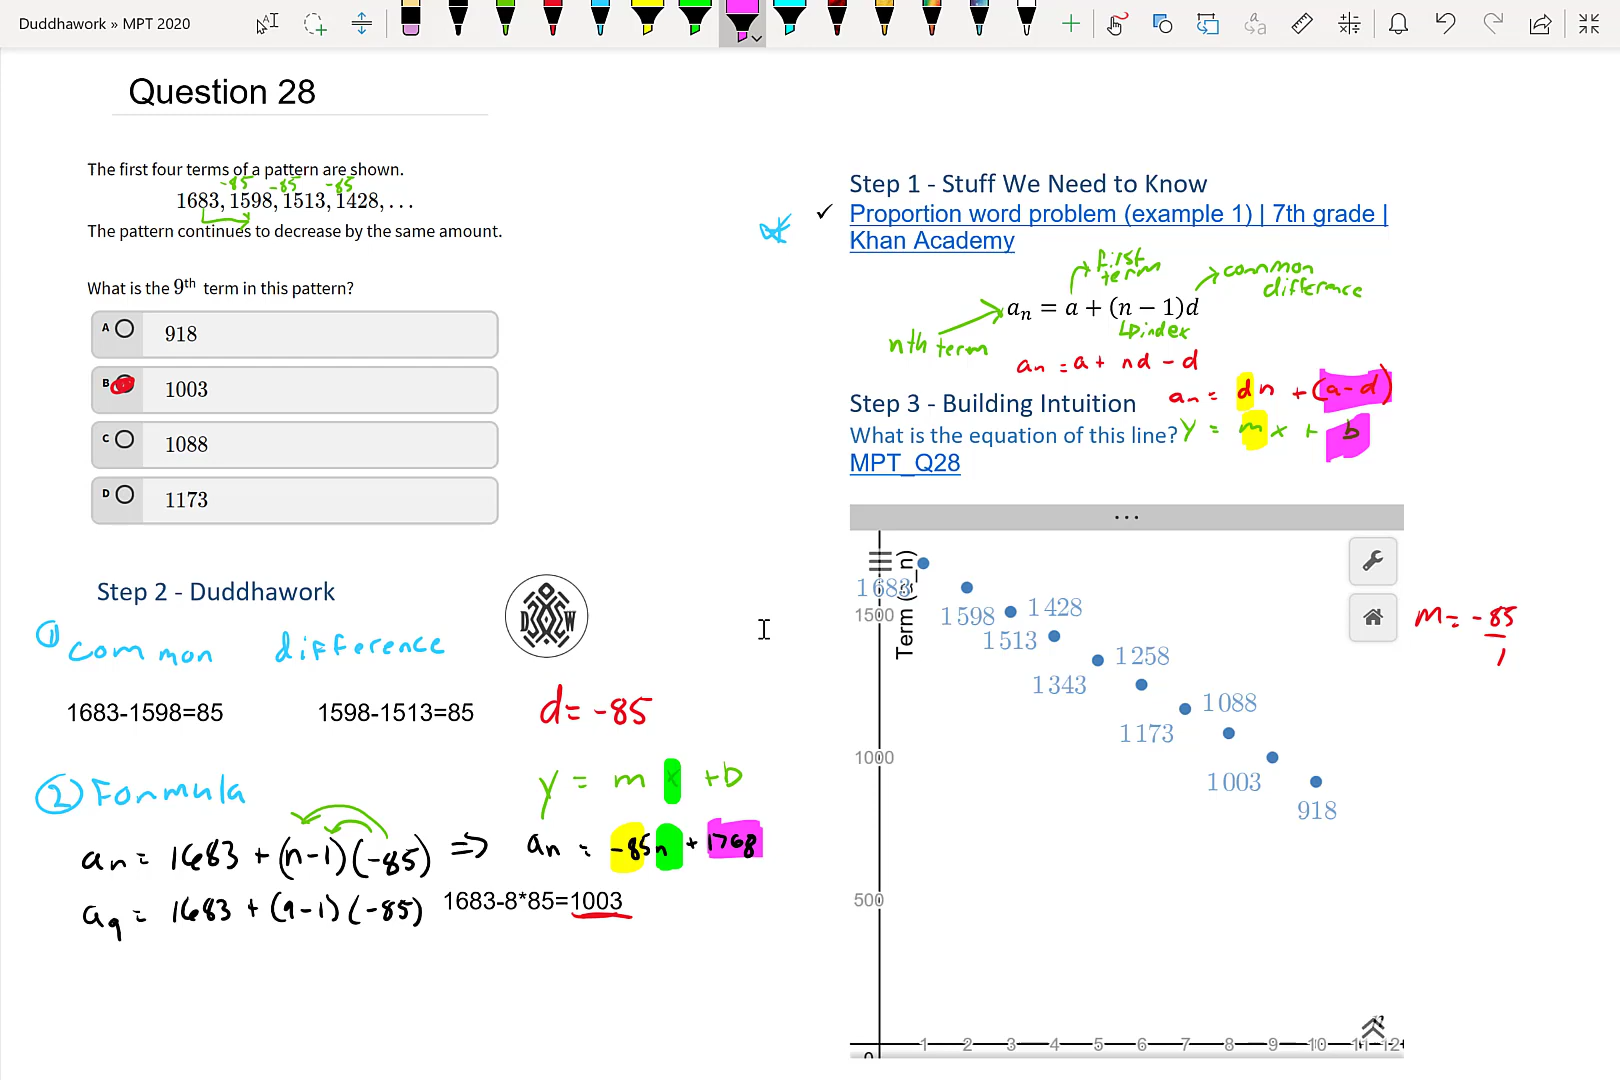 Duddhawork » MPT 2020
Question 28
The first four terms of a pattern are shown.
-85 -85 -85
1683, 1598, 1513, 1428, ...
The pattern continues to decrease by the same amount.
What is the 9th term in this pattern?
A 918
B 1003
C 1088
D 1173
Step 2 - Duddhawork
D W
① common difference
1683-1598=85 1598-1513=85
d = -85
② Formula
y = mx + b
an = 1683 + (n-1)(-85) => an = -85n + 1768
a9 = 1683 + (9-1)(-85) 1683-8*85=1003
Step 1 - Stuff We Need to Know
✓ Proportion word problem (example 1) | 7th grade |
Khan Academy
first term
common difference
aₙ = a + (n − 1)d
index
nth term
an = a + nd - d
an = dn + (a-d)
Step 3 - Building Intuition
What is the equation of this line? y = mx + b
MPT_Q28
...
Term (a_n)
1683
1500
1598
1428
1513
1258
1343
1088
1173
1000
1003
918
500
0
1 2 3 4 5 6 7 8 9 10 11 12
n
m = -85
1